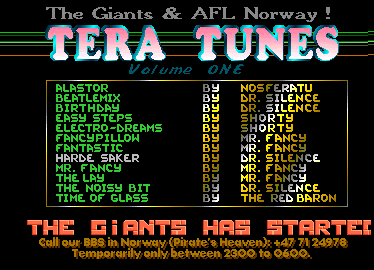 The Giants & AFL Norway !
TERA TUNES
Volume ONE
ALASTOR BY NOSFERATU
BEATLEMIX BY DR. SILENCE
BIRTHDAY BY DR. SILENCE
EASY STEPS BY SHORTY
ELECTRO-DREAMS BY SHORTY
FANCYPILLOW BY MR. FANCY
FANTASTIC BY MR. FANCY
HARDE SAKER BY DR. SILENCE
MR. FANCY BY MR. FANCY
THE LAY BY MR. FANCY
THE NOISY BIT BY DR. SILENCE
TIME OF GLASS BY THE RED BARON
THE GIANTS HAS STARTED
Call our BBS in Norway (Pirate's Heaven): +47 71 24978
Temporarily only between 2300 to 0600.